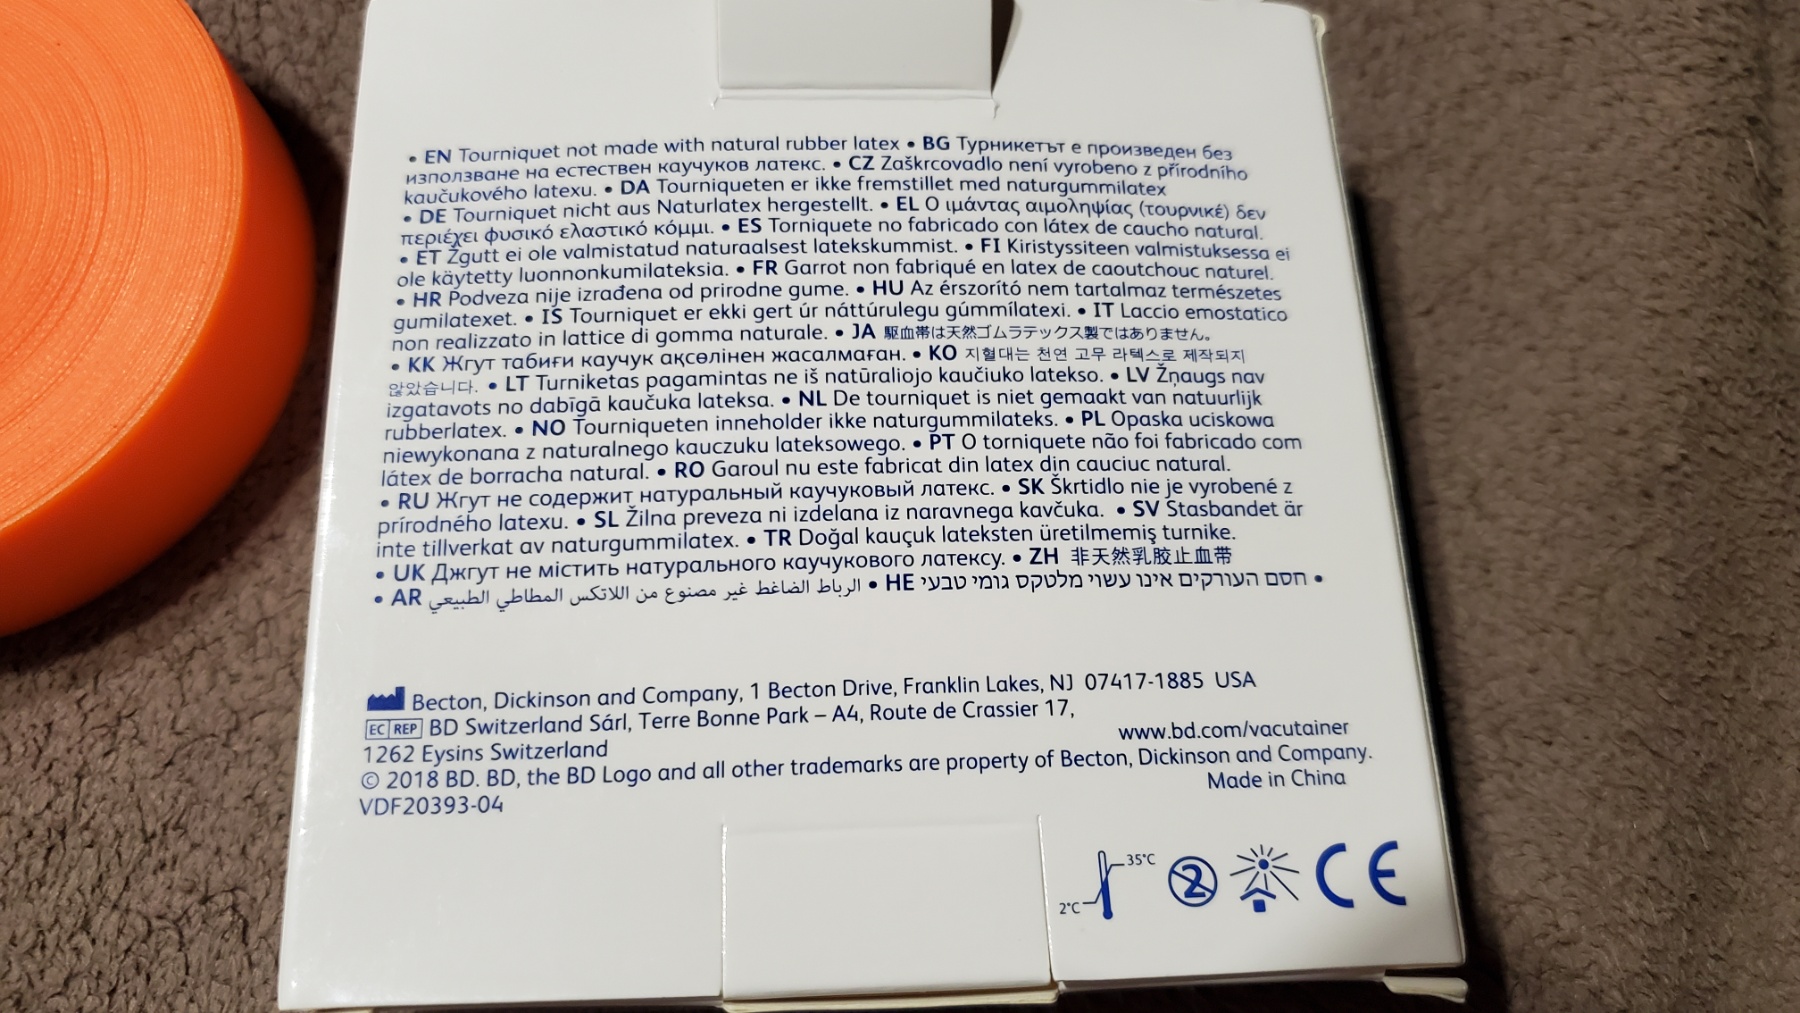 • EN Tourniquet not made with natural rubber latex • BG Турникетът е произведен без
използване на естествен каучуков латекс. • CZ Zaškrcovadlo není vyrobeno z přírodního
kaučukového latexu. • DA Tourniqueten er ikke fremstillet med naturgummilatex
• DE Tourniquet nicht aus Naturlatex hergestellt. • EL Ο ιμάντας αιμοληψίας (τουρνικέ) δεν
περιέχει φυσικό ελαστικό κόμμι. • ES Torniquete no fabricado con látex de caucho natural.
• ET Žgutt ei ole valmistatud naturaalsest latekskummist. • FI Kiristyssiteen valmistuksessa ei
ole käytetty luonnonkumilateksia. • FR Garrot non fabriqué en latex de caoutchouc naturel.
• HR Podveza nije izrađena od prirodne gume. • HU Az érszorító nem tartalmaz természetes
gumilatexet. • IS Tourniquet er ekki gert úr náttúrulegu gúmmílatexi. • IT Laccio emostatico
non realizzato in lattice di gomma naturale. • JA 駆血帯は天然ゴムラテックス製ではありません。
• KK Жгут табиғи каучук ақсөлінен жасалмаған. • KO 지혈대는 천연 고무 라텍스로 제작되지
않았습니다. • LT Turniketas pagamintas ne iš natūraliojo kaučiuko latekso. • LV Žņaugs nav
izgatavots no dabīgā kaučuka lateksa. • NL De tourniquet is niet gemaakt van natuurlijk
rubberlatex. • NO Tourniqueten inneholder ikke naturgummilateks. • PL Opaska uciskowa
niewykonana z naturalnego kauczuku lateksowego. • PT O torniquete não foi fabricado com
látex de borracha natural. • RO Garoul nu este fabricat din latex din cauciuc natural.
• RU Жгут не содержит натуральный каучуковый латекс. • SK Škrtidlo nie je vyrobené z
prírodného latexu. • SL Žilna preveza ni izdelana iz naravnega kavčuka. • SV Stasbandet är
inte tillverkat av naturgummilatex. • TR Doğal kauçuk lateksten üretilmemiş turnike.
• UK Джгут не містить натурального каучукового латексу. • ZH 非天然乳胶止血带
• AR الرباط الضاغط غير مصنوع من اللاتكس المطاطي الطبيعي • HE חסם העורקים אינו עשוי מלטקס גומי טבעי •
Becton, Dickinson and Company, 1 Becton Drive, Franklin Lakes, NJ 07417-1885 USA
EC REP BD Switzerland Sárl, Terre Bonne Park – A4, Route de Crassier 17,
1262 Eysins Switzerland
www.bd.com/vacutainer
© 2018 BD. BD, the BD Logo and all other trademarks are property of Becton, Dickinson and Company.
VDF20393-04
Made in China
35°C
2°C
2
CE